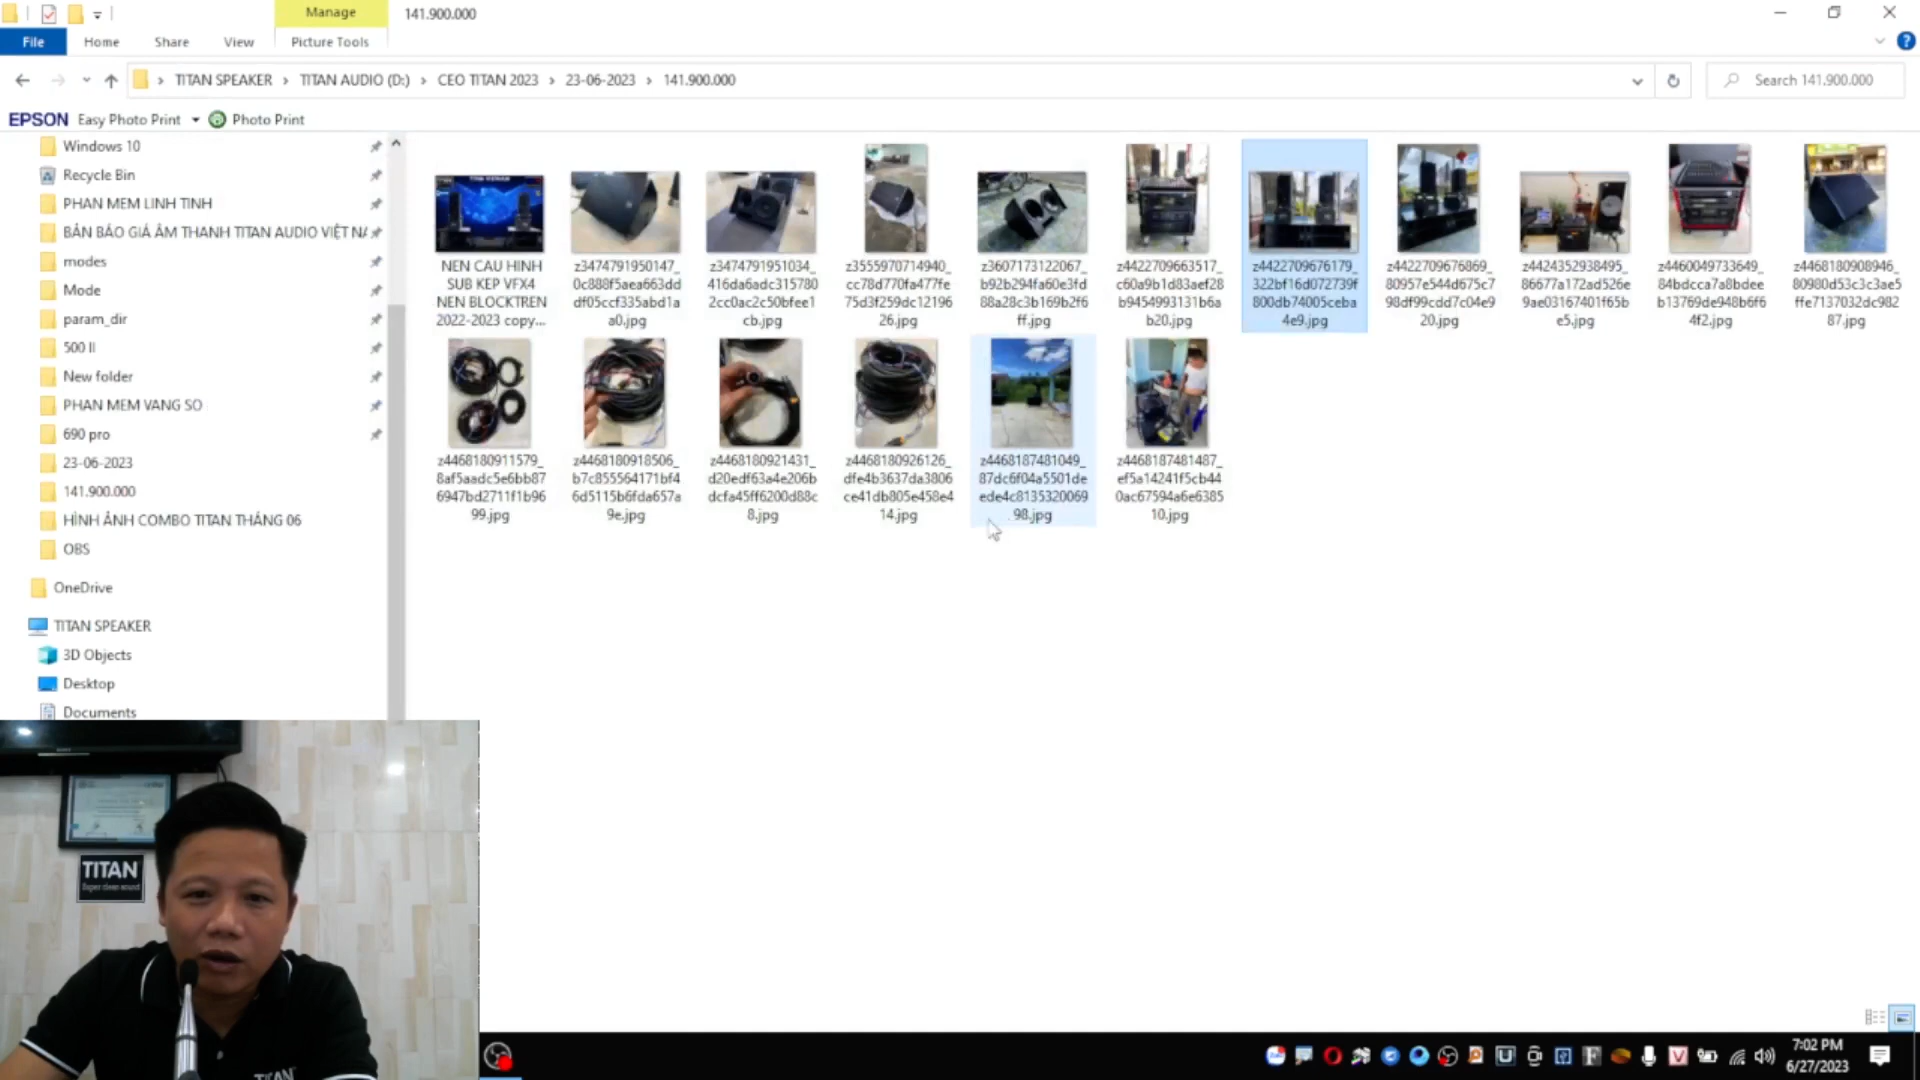 Manage
141.900.000
File
Home
Share
View
Picture Tools
TITAN SPEAKER
TITAN AUDIO (D:)
CEO TITAN 2023
23-06-2023
141.900.000
Search 141.900.000
EPSON Easy Photo Print
Photo Print
Windows 10
Recycle Bin
PHAN MEM LINH TINH
BẢN BÁO GIÁ ÂM THANH TITAN AUDIO VIỆT NA
modes
Mode
param_dir
500 II
New folder
PHAN MEM VANG SO
690 pro
23-06-2023
141.900.000
HÌNH ẢNH COMBO TITAN THÁNG 06
OBS
OneDrive
TITAN SPEAKER
3D Objects
Desktop
Documents
NEN CAU HINH
SUB KEP VFX4
NEN BLOCKTREN
2022-2023 copy...
z3474791950147_
0c888f5aea663dd
df05ccf335abd1a
a0.jpg
z3474791951034_
416da6adc315780
2cc0ac2c50bfee1
cb.jpg
z3555970714940_
cc78d770fa477fe
75d3f259dc12196
26.jpg
z3607173122067_
b92b294fa60e3fd
88a28c3b169b2f6
ff.jpg
z4422709663517_
c60a9b1d83aef28
b9454993131b6a
b20.jpg
z4422709676179_
322bf16d072739f
800db74005ceba
4e9.jpg
z4422709676869_
80957e544d675c7
98df99cdd7c04e9
20.jpg
z4424352938495_
86677a172ad526e
9ae03167401f65b
e5.jpg
z4460049733649_
84bdcca7a8bdee
b13769de948b6f6
4f2.jpg
z4468180908946_
80980d53c3c3ae5
ffe7137032dc982
87.jpg
z4468180911579_
8af5aadc5e6bb87
6947bd2711f1b96
99.jpg
z4468180918506_
b7c855564171bf4
6d5115b6fda657a
9e.jpg
z4468180921431_
d20edf63a4e206b
dcfa45ff6200d88c
8.jpg
z4468180926126_
dfe4b3637da3806
ce41db805e458e4
14.jpg
z4468187481049_
87dc6f04a5501de
ede4c8135320069
98.jpg
z4468187481487_
ef5a14241f5cb44
0ac67594a6e6385
10.jpg
TITAN
Super clean sound
TITAN
7:02 PM
6/27/2023